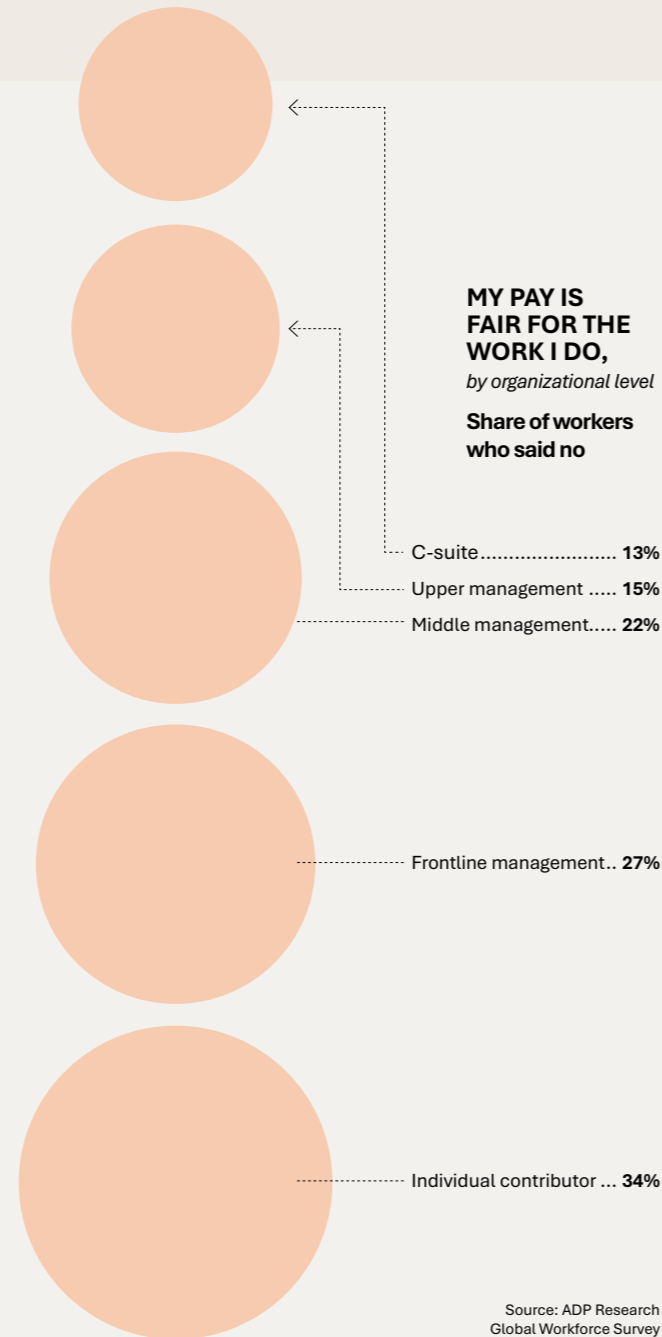 MY PAY IS
FAIR FOR THE
WORK I DO,
by organizational level
Share of workers
who said no
C-suite........................ 13%
Upper management ..... 15%
Middle management..... 22%
Frontline management.. 27%
Individual contributor ... 34%
Source: ADP Research
Global Workforce Survey